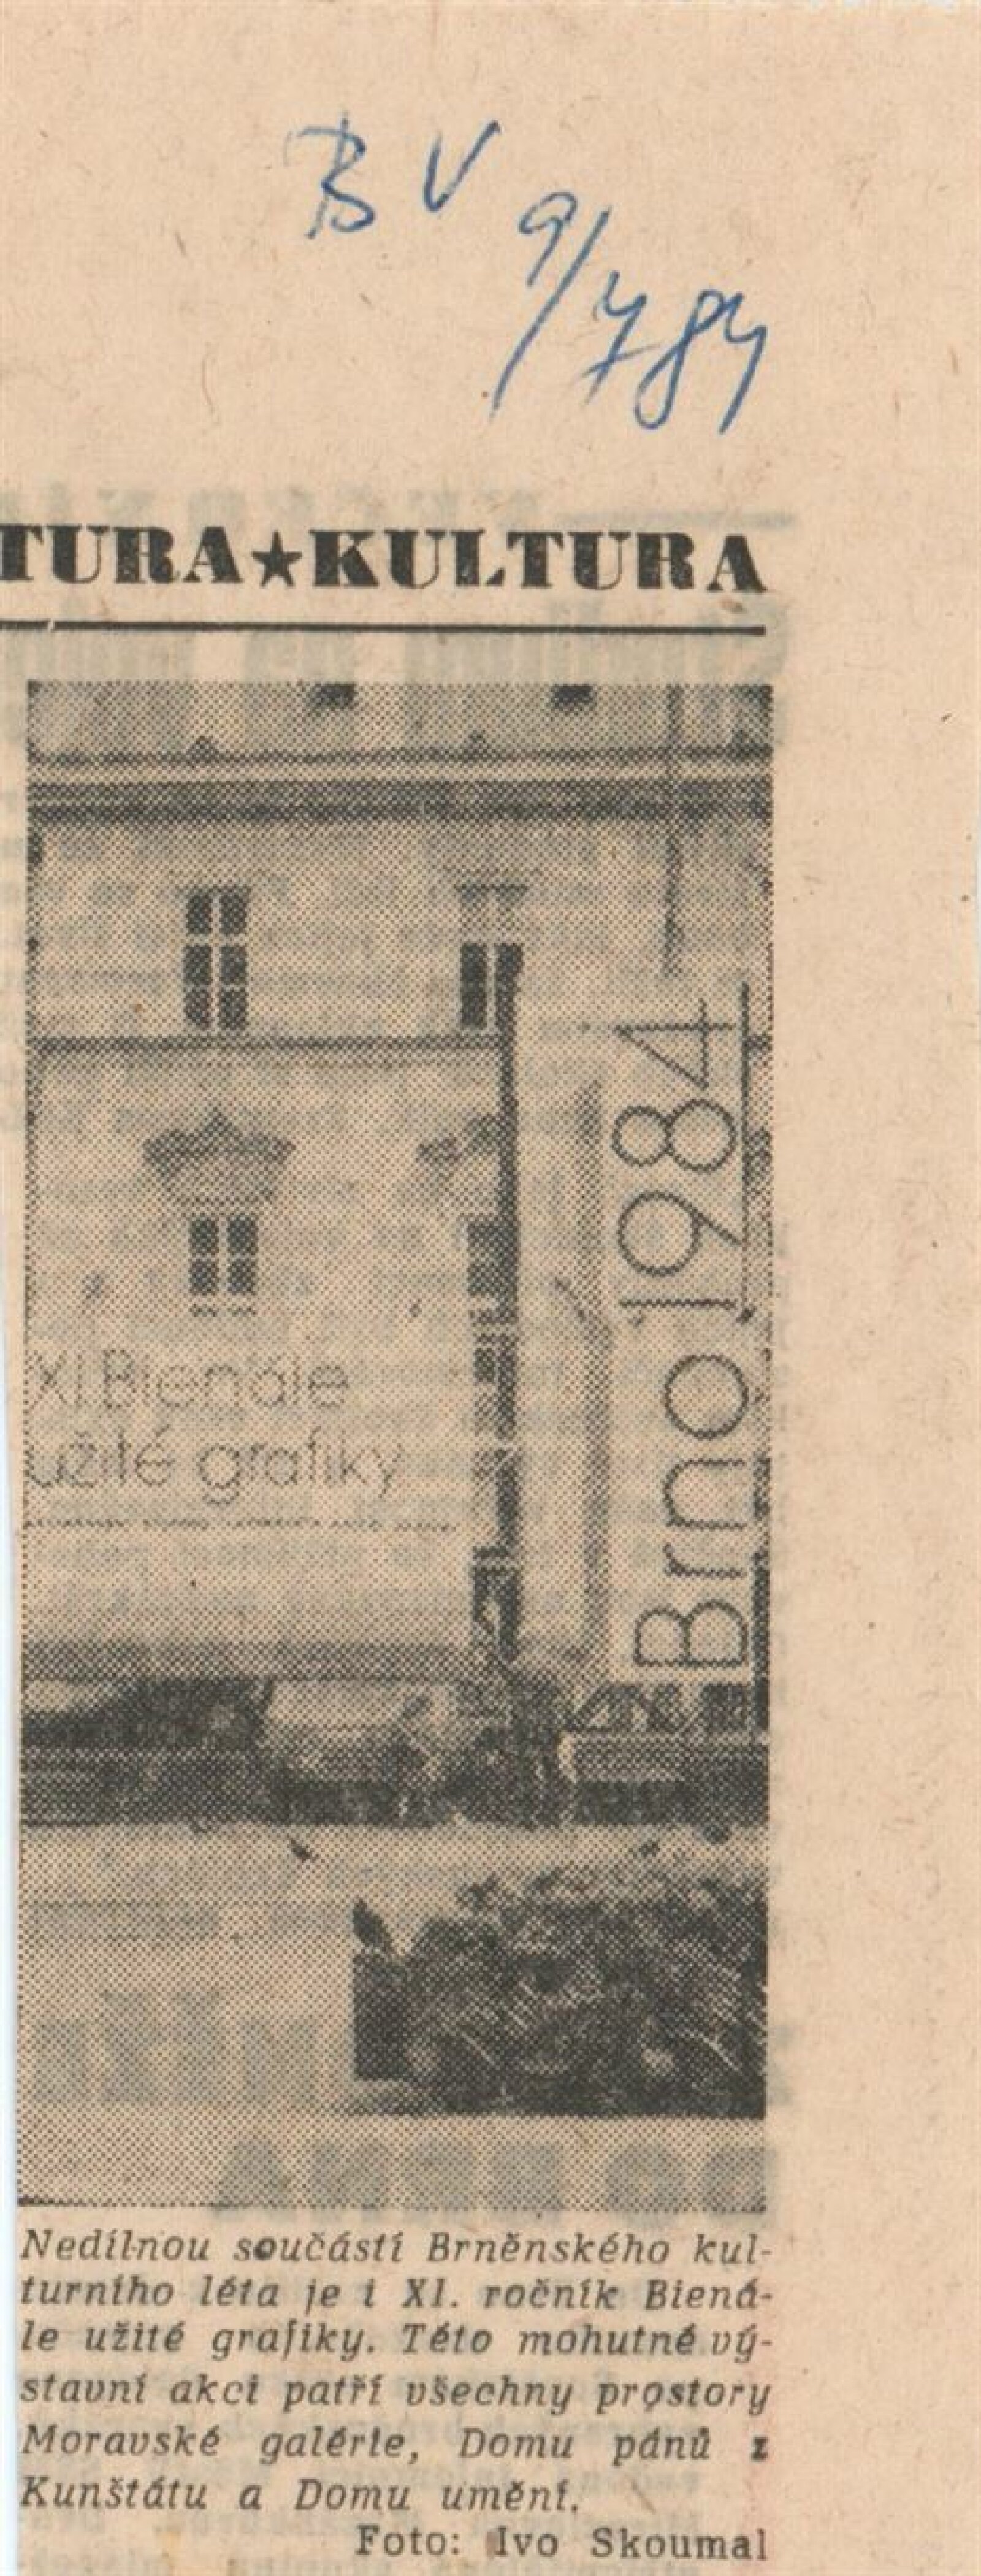 B V 9/7 84
TURA★KULTURA
XI. Bienále
užité grafiky
Brno 1984
Nedílnou součástí Brněnského kul-
turního léta je i XI. ročník Biená-
le užité grafiky. Této mohutné vý-
stavní akci patří všechny prostory
Moravské galérie, Domu pánů z
Kunštátu a Domu umění.
Foto: Ivo Skoumal